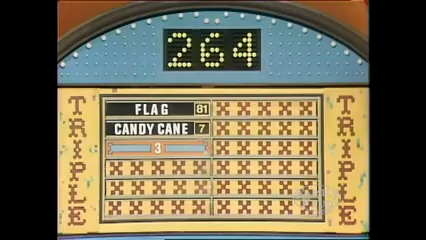 264
FLAG 81
CANDY CANE 7
3
TRIPLE
TRIPLE